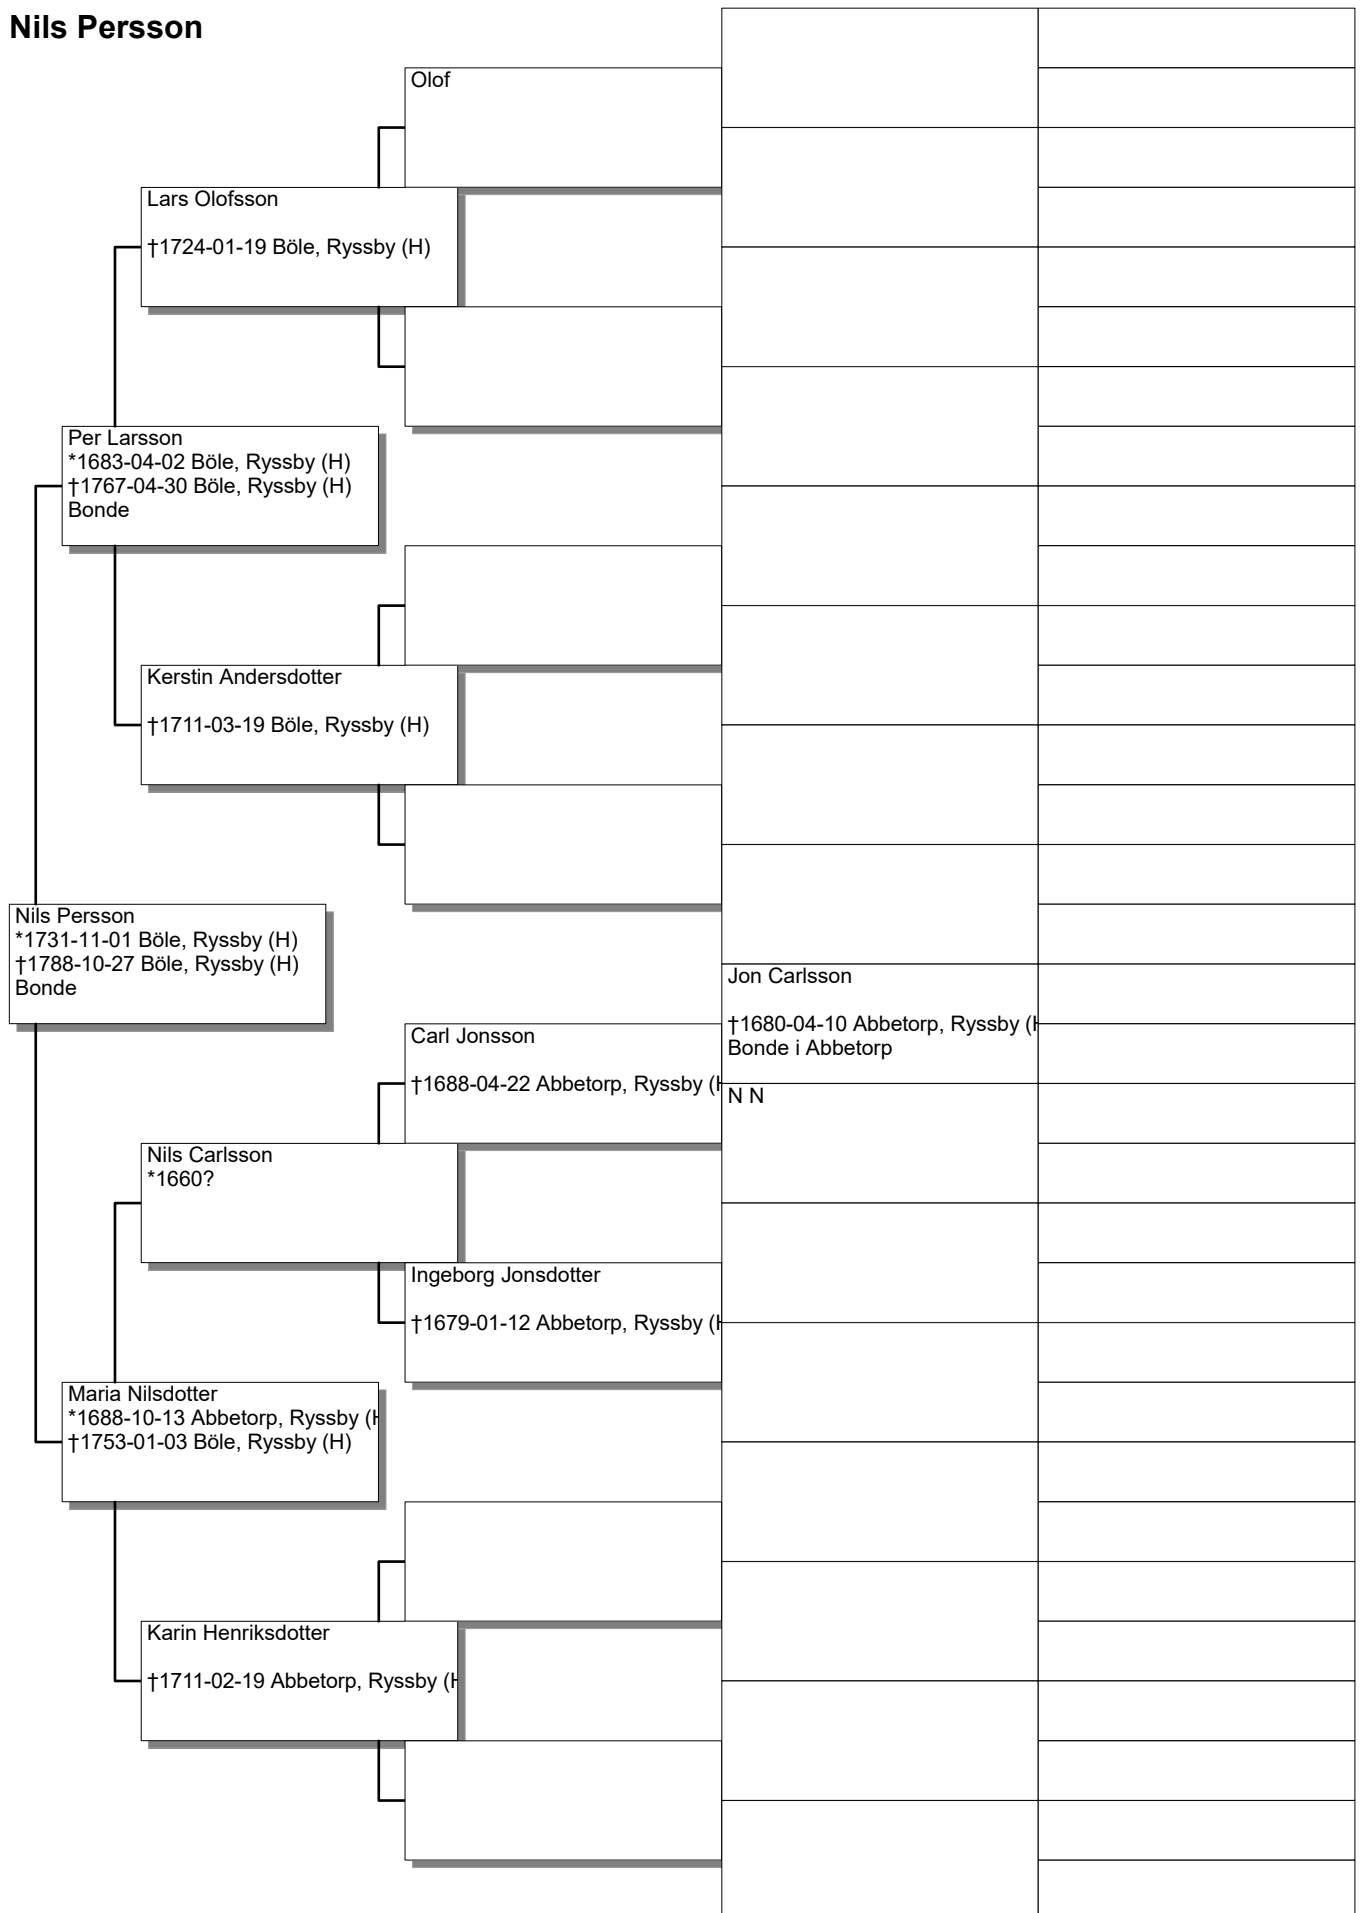 Nils Persson
Olof
Lars Olofsson
†1724-01-19 Böle, Ryssby (H)
Per Larsson
*1683-04-02 Böle, Ryssby (H)
†1767-04-30 Böle, Ryssby (H)
Bonde
Kerstin Andersdotter
†1711-03-19 Böle, Ryssby (H)
Nils Persson
*1731-11-01 Böle, Ryssby (H)
†1788-10-27 Böle, Ryssby (H)
Bonde
Jon Carlsson
†1680-04-10 Abbetorp, Ryssby (H
Bonde i Abbetorp
Carl Jonsson
†1688-04-22 Abbetorp, Ryssby (H
N N
Nils Carlsson
*1660?
Ingeborg Jonsdotter
†1679-01-12 Abbetorp, Ryssby (H
Maria Nilsdotter
*1688-10-13 Abbetorp, Ryssby (H
†1753-01-03 Böle, Ryssby (H)
Karin Henriksdotter
†1711-02-19 Abbetorp, Ryssby (H